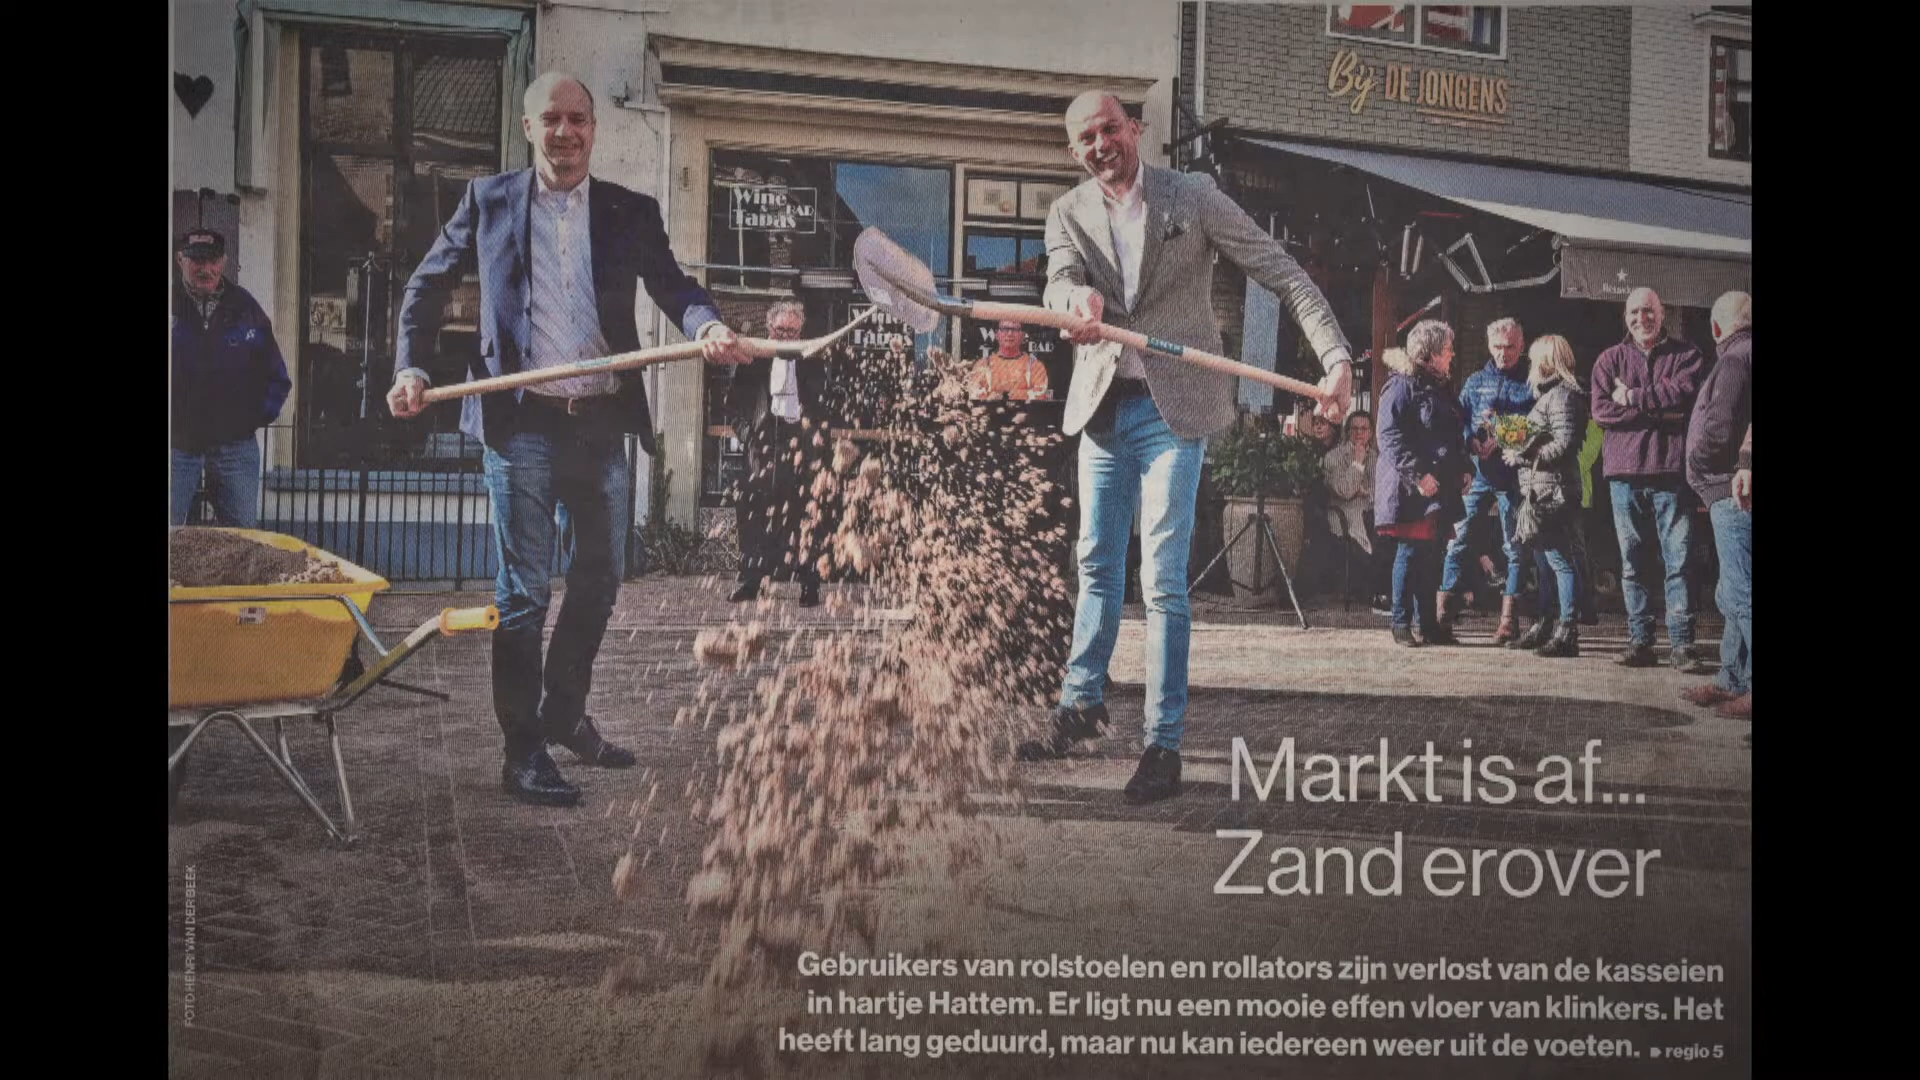 Bij DE JONGENS
Wine &
Tapas BAR
Markt is af...
Zand erover
Gebruikers van rolstoelen en rollators zijn verlost van de kasseien
in hartje Hattem. Er ligt nu een mooie effen vloer van klinkers. Het
heeft lang geduurd, maar nu kan iedereen weer uit de voeten. regio 5
FOTO HENRI VAN DER BEEK